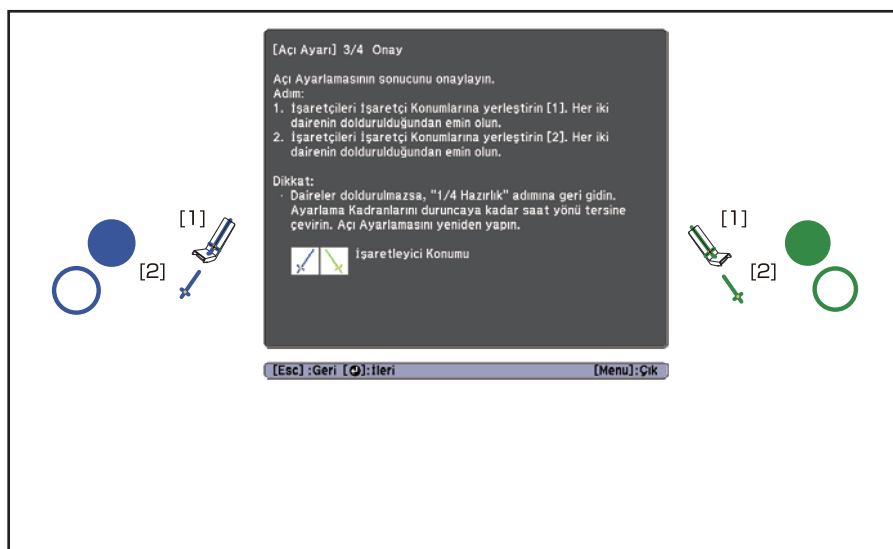 [Açı Ayarı] 3/4 Onay
Açı Ayarlamasının sonucunu onaylayın.
Adım:
1. İşaretçileri İşaretçi Konumlarına yerleştirin [1]. Her iki
dairenin doldurulduğundan emin olun.
2. İşaretçileri İşaretçi Konumlarına yerleştirin [2]. Her iki
dairenin doldurulduğundan emin olun.
Dikkat:
· Daireler doldurulmazsa, "1/4 Hazırlık" adımına geri gidin.
Ayarlama Kadranlarını duruncaya kadar saat yönü tersine
çevirin. Açı Ayarlamasını yeniden yapın.
İşaretleyici Konumu
[1]
[2]
[1]
[2]
[Esc] :Geri [⏎]:İleri [Menu]:Çık